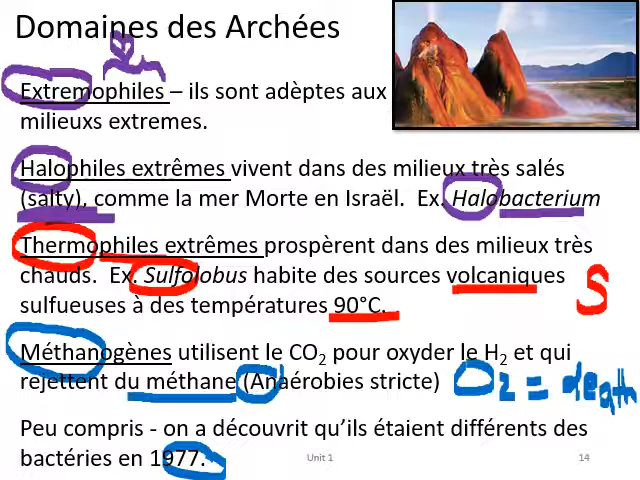 Domaines des Archées
Extremophiles – ils sont adèptes aux
milieuxs extremes.
Halophiles extrêmes vivent dans des milieux très salés
(salty), comme la mer Morte en Israël. Ex. Halobacterium
Thermophiles extrêmes prospèrent dans des milieux très
chauds. Ex. Sulfolobus habite des sources volcaniques
sulfueuses à des températures 90°C.
S
Méthanogènes utilisent le CO₂ pour oxyder le H₂ et qui
rejettent du méthane (Anaérobies stricte)
O₂ = death
Peu compris - on a découvrit qu'ils étaient différents des
bactéries en 1977.
Unit 1
14